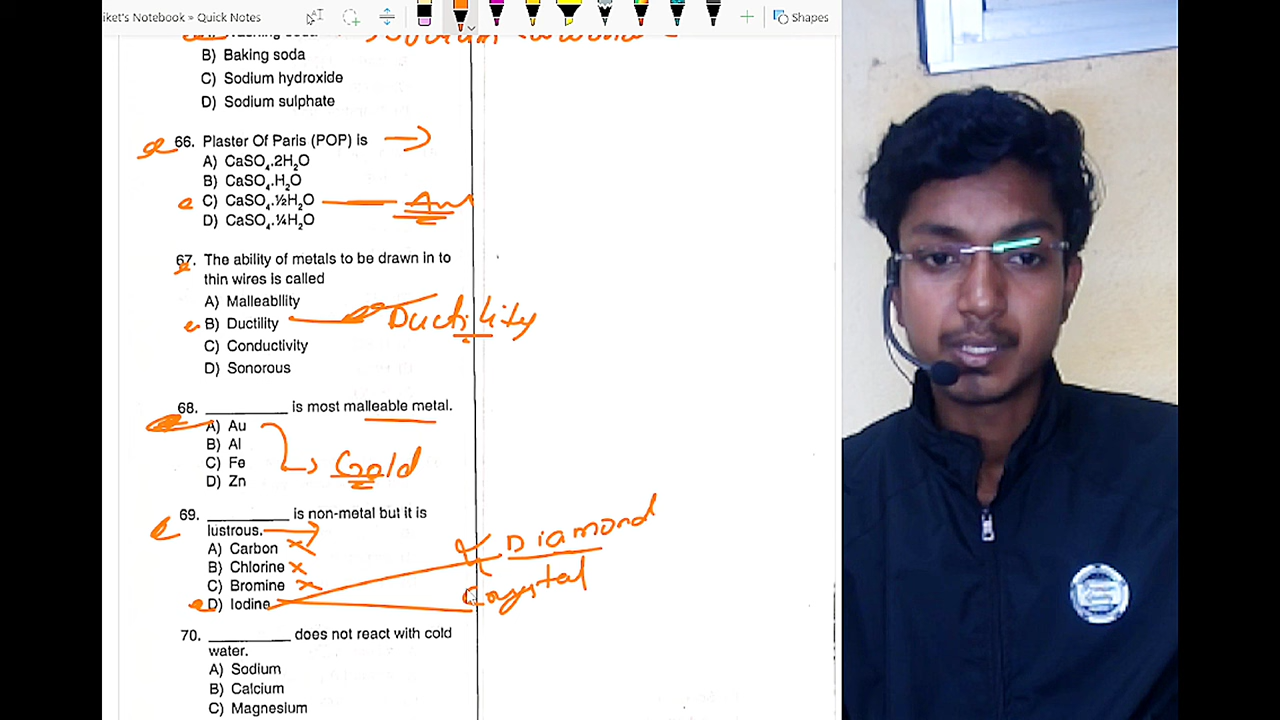 iket's Notebook » Quick Notes
Shapes
B) Baking soda
C) Sodium hydroxide
D) Sodium sulphate
66. Plaster Of Paris (POP) is
A) CaSO₄.2H₂O
B) CaSO₄.H₂O
C) CaSO₄.½H₂O Ans
D) CaSO₄.¼H₂O
67. The ability of metals to be drawn in to
thin wires is called
A) Malleability
B) Ductility Ductility
C) Conductivity
D) Sonorous
68. ________ is most malleable metal.
A) Au
B) Al
C) Fe Gold
D) Zn
69. ________ is non-metal but it is
lustrous.
A) Carbon Diamond
B) Chlorine
C) Bromine
D) Iodine
70. ________ does not react with cold
water.
A) Sodium
B) Calcium
C) Magnesium